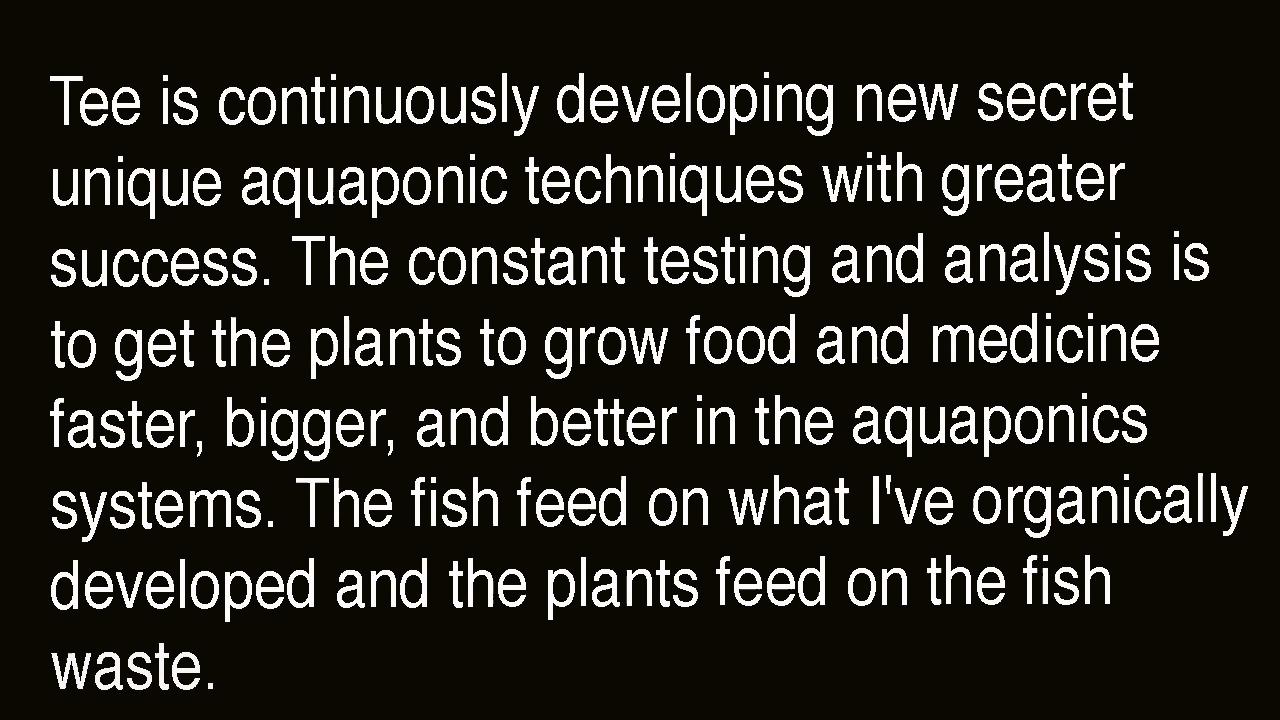 Tee is continuously developing new secret
unique aquaponic techniques with greater
success. The constant testing and analysis is
to get the plants to grow food and medicine
faster, bigger, and better in the aquaponics
systems. The fish feed on what I've organically
developed and the plants feed on the fish
waste.